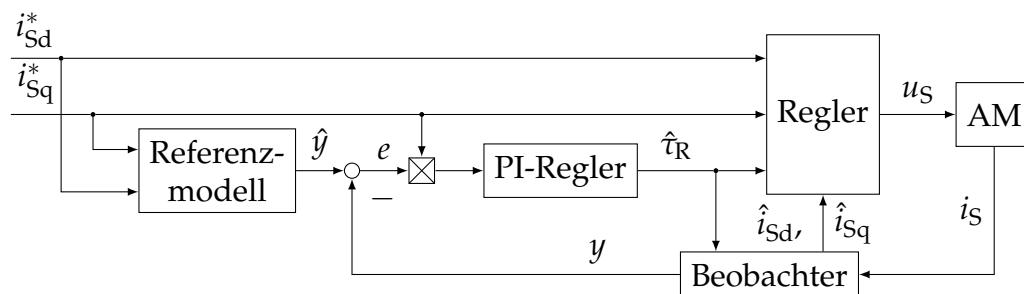 i*Sd
i*Sq
Referenz-
modell
ŷ
e
−
PI-Regler
τ̂R
Regler
uS
AM
îSd, îSq
iS
y
Beobachter